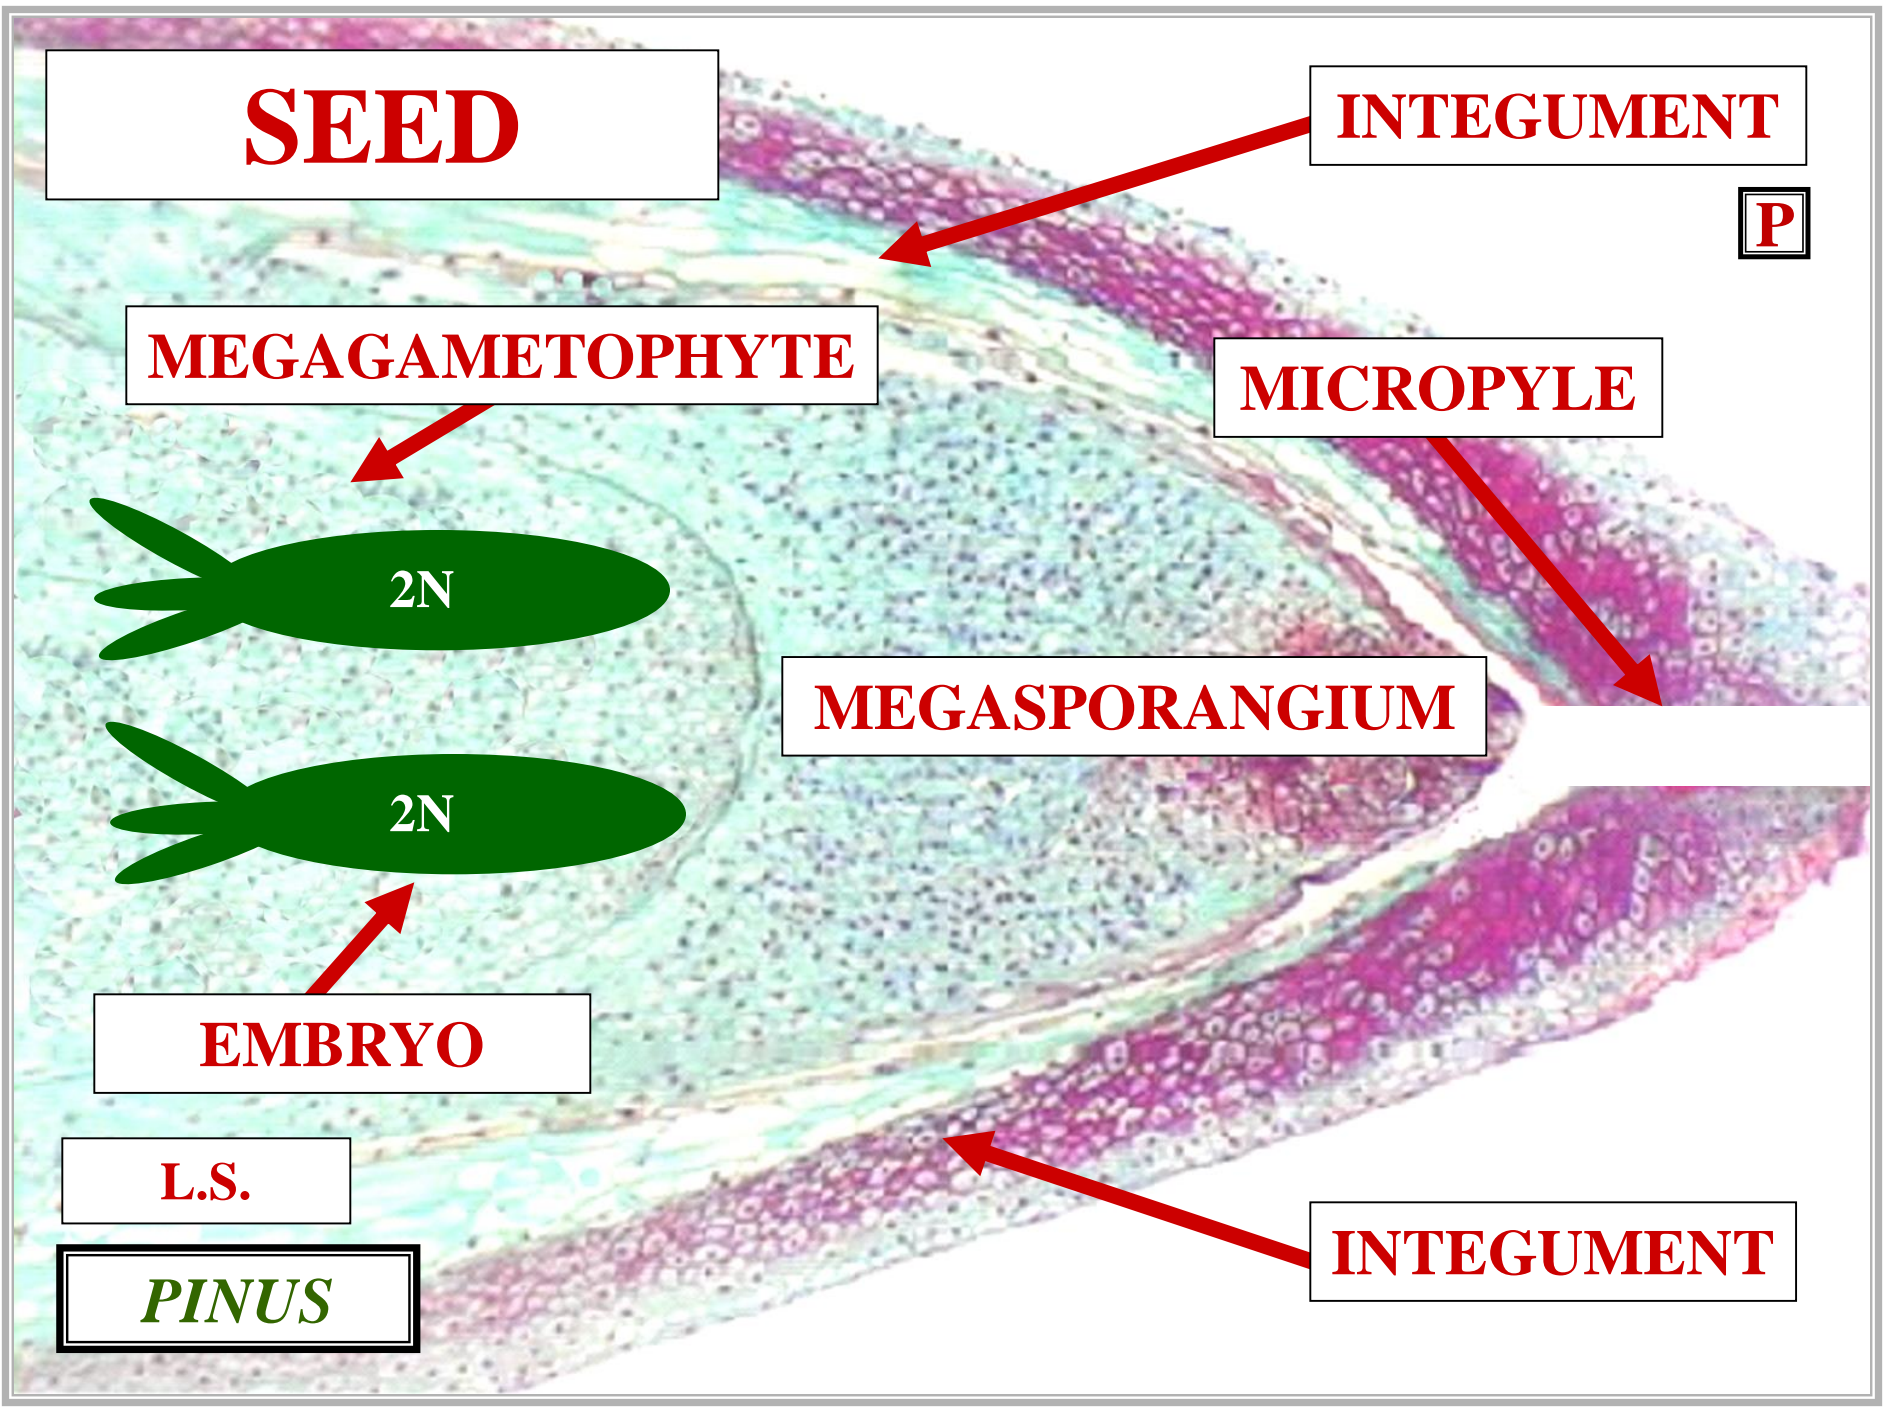 SEED
INTEGUMENT
P
MEGAGAMETOPHYTE
MICROPYLE
2N
MEGASPORANGIUM
2N
EMBRYO
L.S.
INTEGUMENT
PINUS